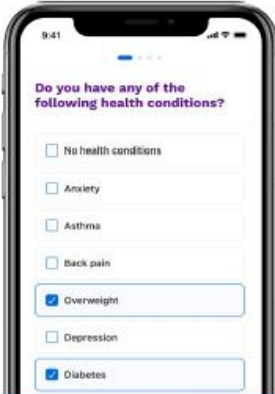 9:41
Do you have any of the
following health conditions?
No health conditions
Anxiety
Asthma
Back pain
Overweight
Depression
Diabetes